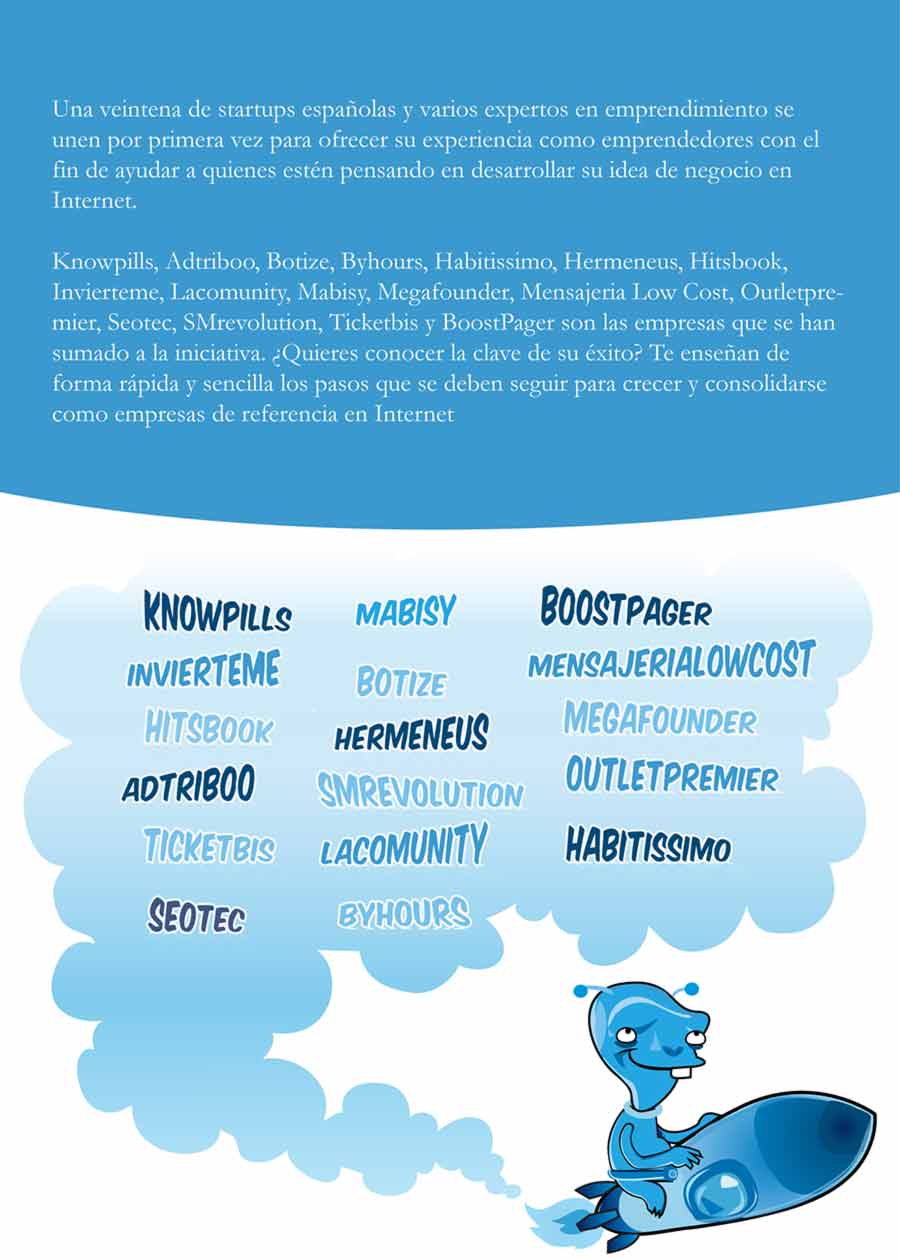 Una veintena de startups españolas y varios expertos en emprendimiento se
unen por primera vez para ofrecer su experiencia como emprendedores con el
fin de ayudar a quienes estén pensando en desarrollar su idea de negocio en
Internet.
Knowpills, Adtriboo, Botize, Byhours, Habitissimo, Hermeneus, Hitsbook,
Invierteme, Lacomunity, Mabisy, Megafounder, Mensajeria Low Cost, Outletpre-
mier, Seotec, SMrevolution, Ticketbis y BoostPager son las empresas que se han
sumado a la iniciativa. ¿Quieres conocer la clave de su éxito? Te enseñan de
forma rápida y sencilla los pasos que se deben seguir para crecer y consolidarse
como empresas de referencia en Internet
KNOWPILLS
INVIERTEME
HITSBOOK
ADTRIBOO
TICKETBIS
SEOTEC
MABISY
BOTIZE
HERMENEUS
SMREVOLUTION
LACOMUNITY
BYHOURS
BOOSTPAGER
MENSAJERIALOWCOST
MEGAFOUNDER
OUTLETPREMIER
HABITISSIMO